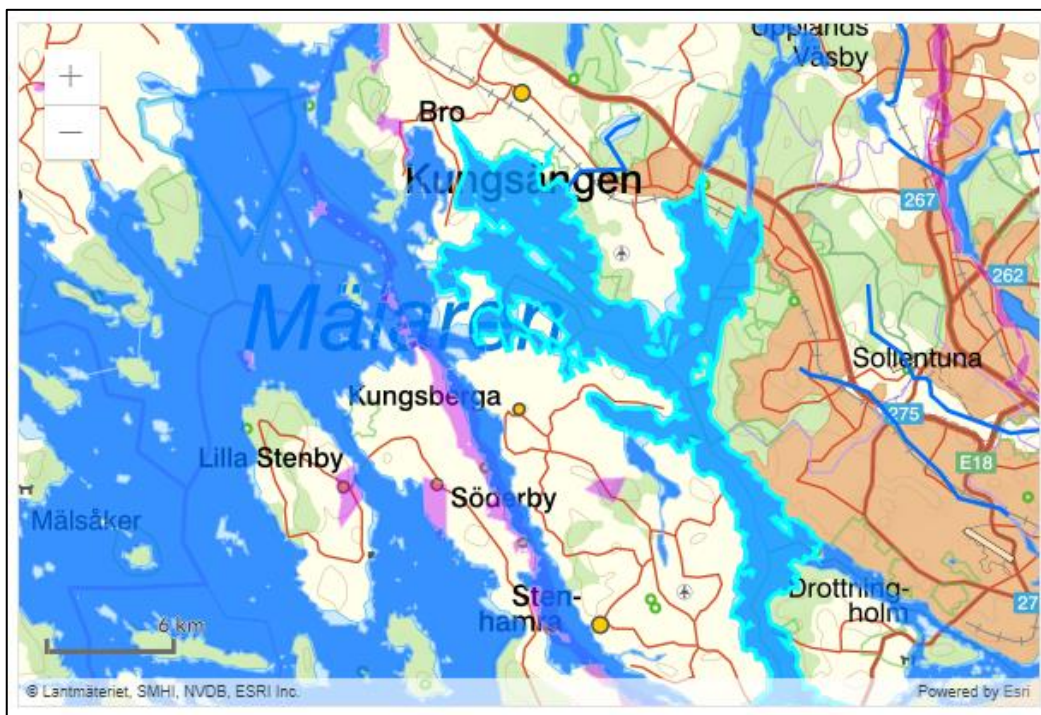 Upplands
Väsby
+
−
Bro
Kungsängen
267
262
Mälaren
Sollentuna
Kungsberga
275
E18
Lilla Stenby
Söderby
Mälsåker
Sten-
hamra
Drottning-
holm
27
6 km
© Lantmäteriet, SMHI, NVDB, ESRI Inc.
Powered by Esri